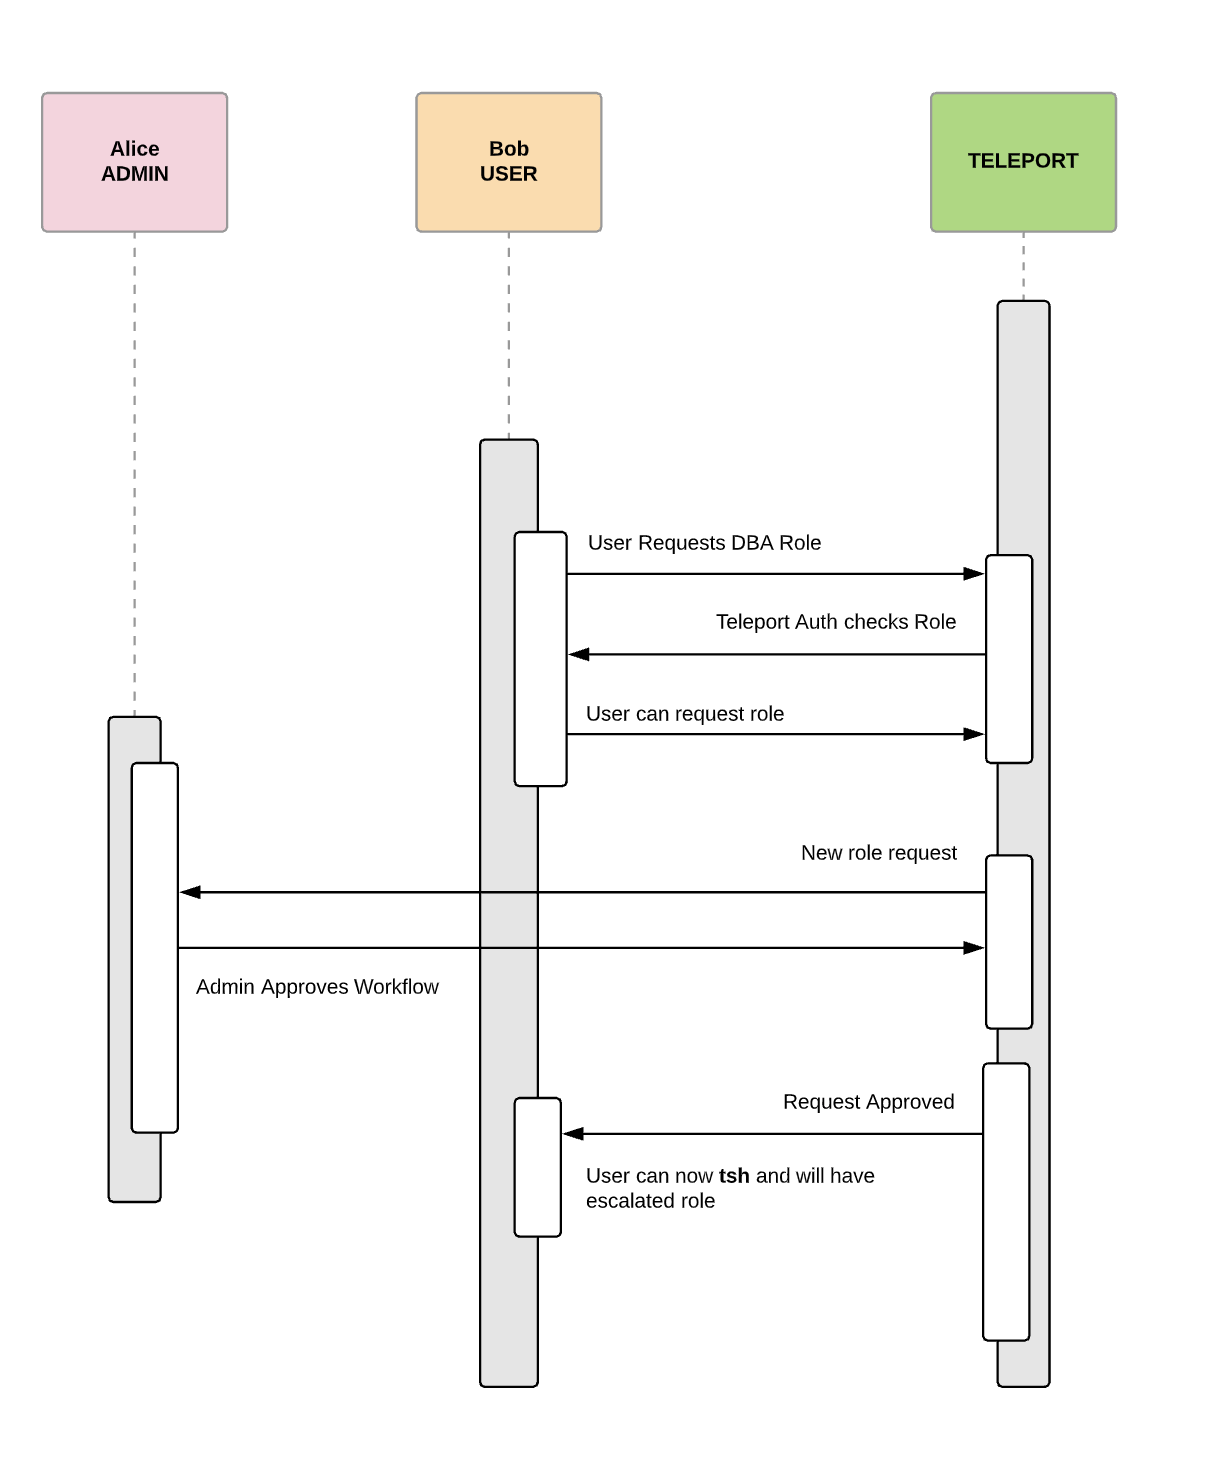 Alice
ADMIN
Bob
USER
TELEPORT
User Requests DBA Role
Teleport Auth checks Role
User can request role
New role request
Admin Approves Workflow
Request Approved
User can now tsh and will have
escalated role